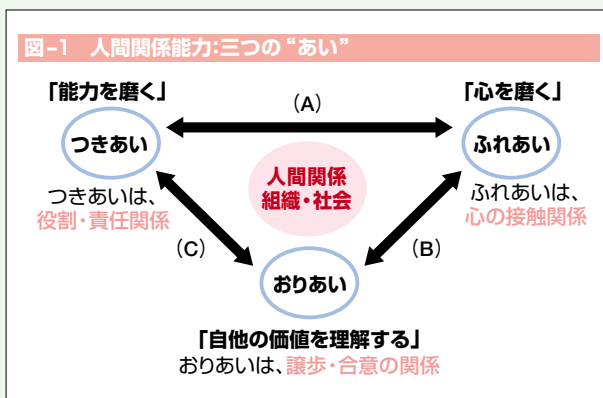 図-1 人間関係能力:三つの“あい”
「能力を磨く」
「心を磨く」
(A)
つきあい
ふれあい
人間関係
組織・社会
つきあいは、
役割・責任関係
ふれあいは、
心の接触関係
(C)
(B)
おりあい
「自他の価値を理解する」
おりあいは、譲歩・合意の関係